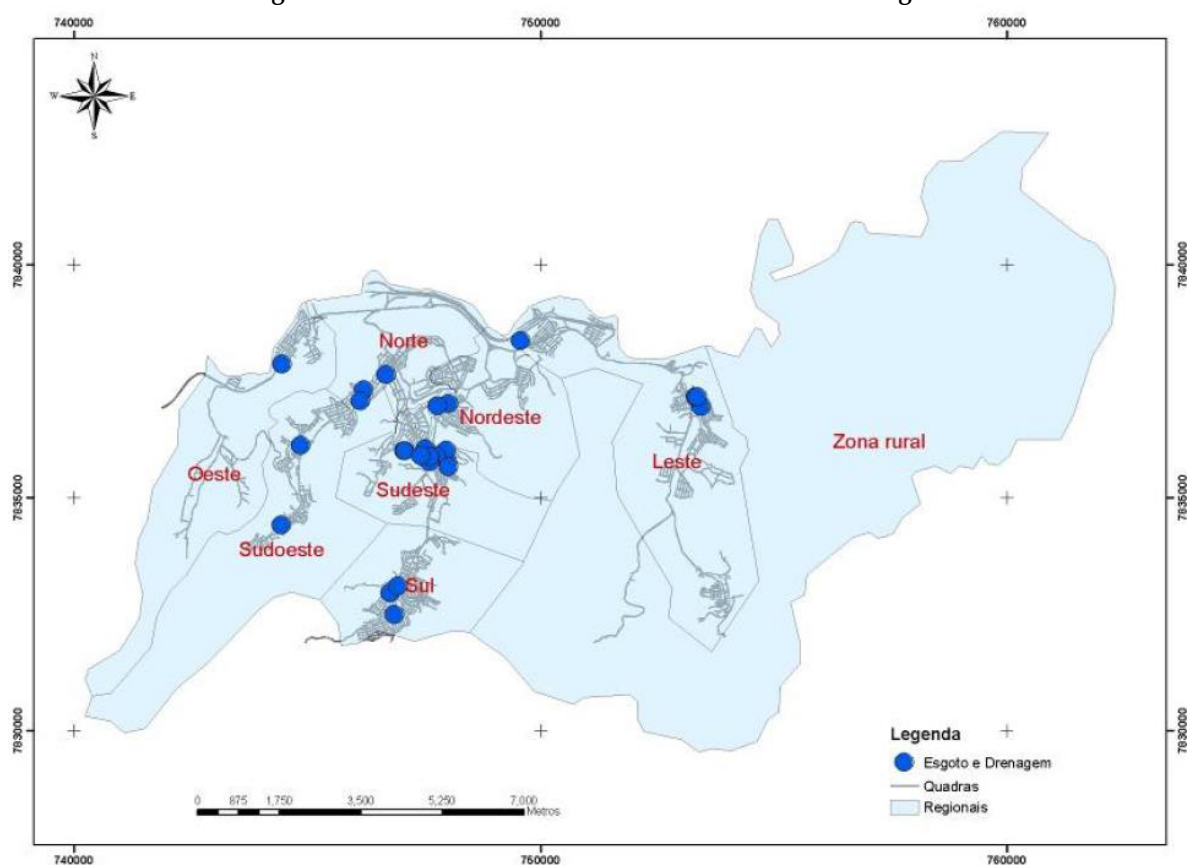 740000 750000 760000
N
W E
S
7840000 7840000
Norte
Nordeste
Zona rural
Leste
Oeste
Sudeste
7835000 7835000
Sudoeste
Sul
7830000 7830000
Legenda
Esgoto e Drenagem
Quadras
Regionais
0 875 1,750 3,500 5,250 7,000
Metros
740000 750000 760000